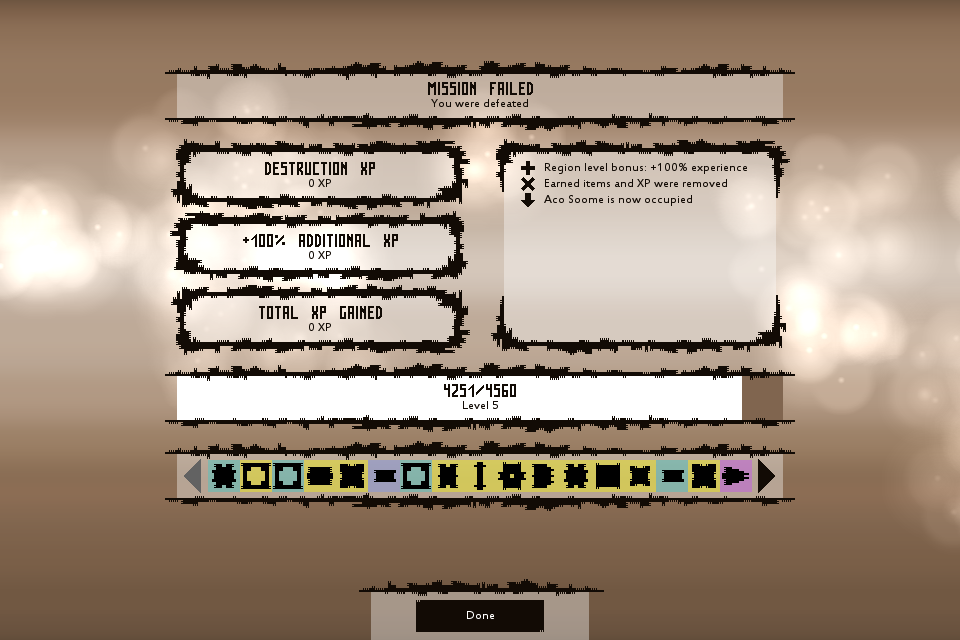 MISSION FAILED
You were defeated
DESTRUCTION XP
0 XP
+100% ADDITIONAL XP
0 XP
TOTAL XP GAINED
0 XP
Region level bonus: +100% experience
Earned items and XP were removed
Aco Soome is now occupied
4251/4560
Level 5
Done